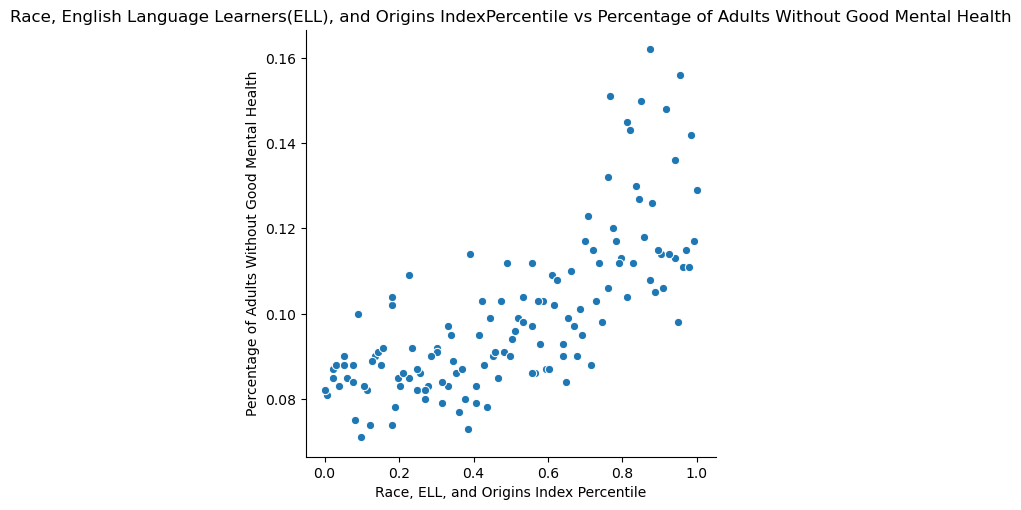 Race, English Language Learners(ELL), and Origins IndexPercentile vs Percentage of Adults Without Good Mental Health
Percentage of Adults Without Good Mental Health
0.16
0.14
0.12
0.10
0.08
0.0 0.2 0.4 0.6 0.8 1.0
Race, ELL, and Origins Index Percentile